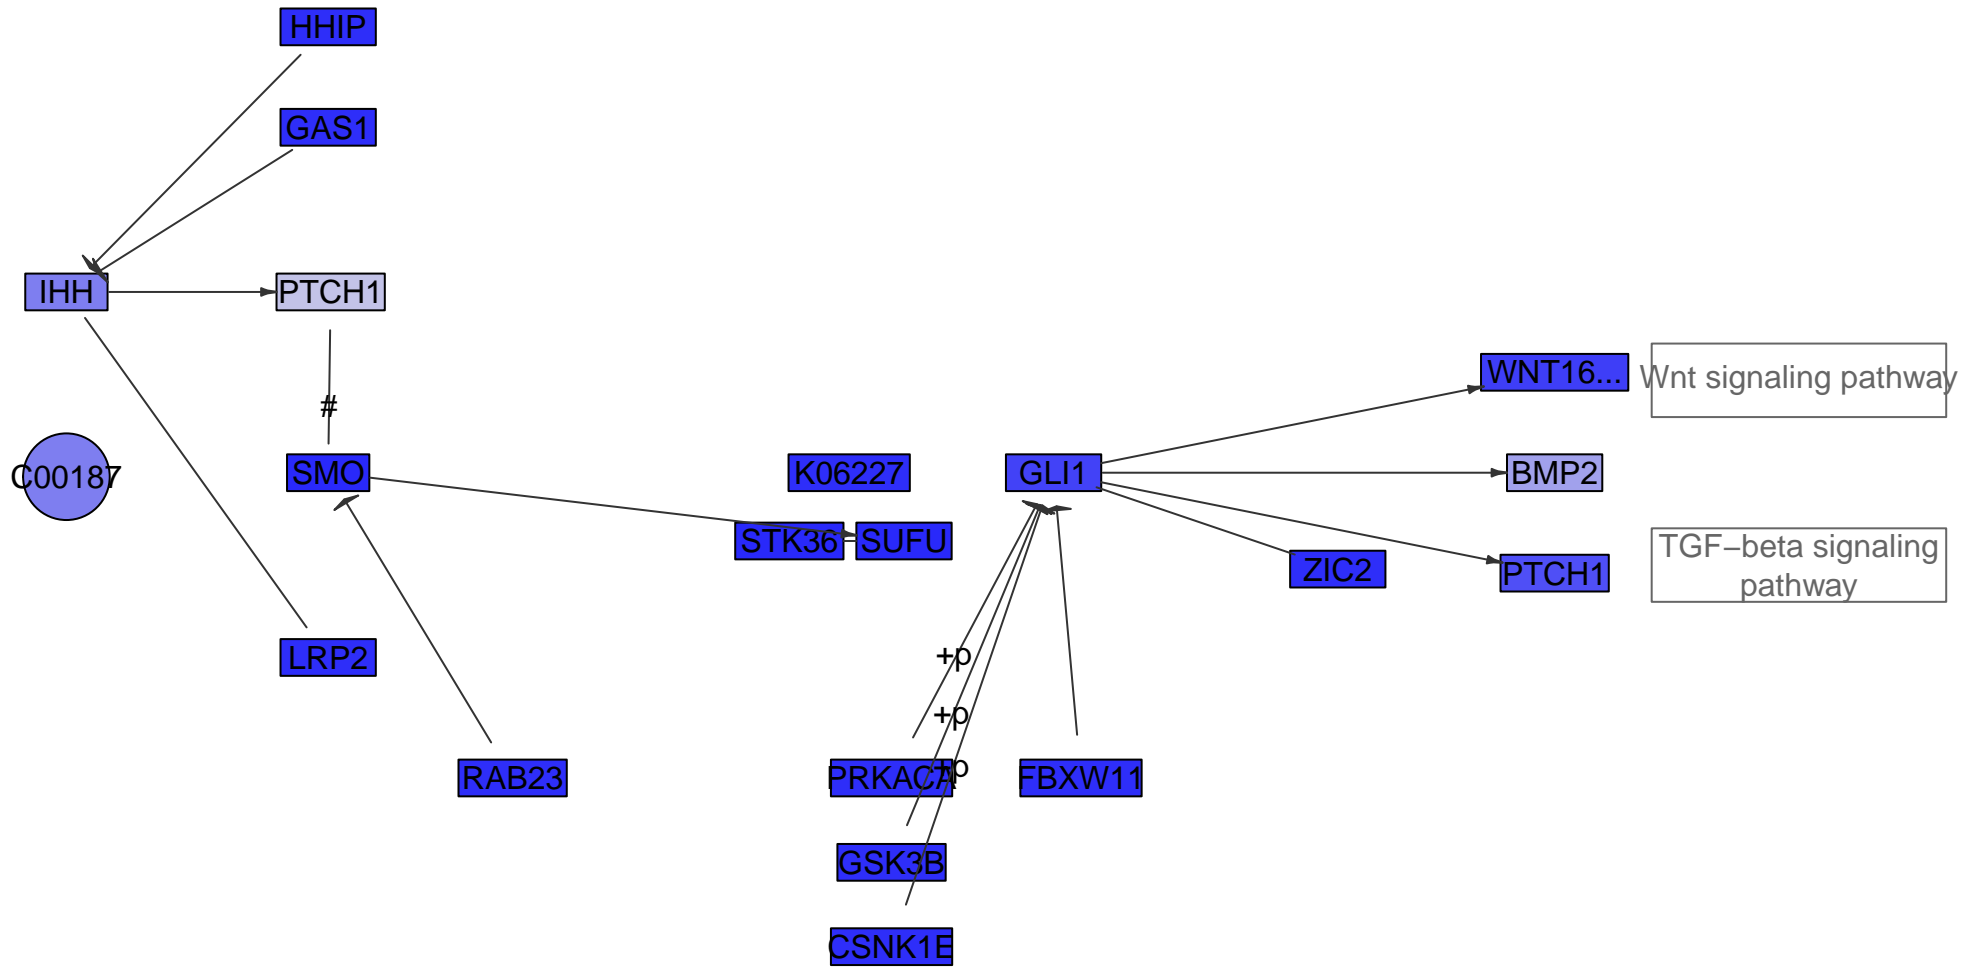 HHIP
GAS1
IHH
PTCH1
#
WNT16...
Wnt signaling pathway
C00187
SMO
K06227
GLI1
BMP2
STK36
SUFU
ZIC2
PTCH1
TGF−beta signaling
pathway
LRP2
+p
+p
+p
RAB23
PRKACA
FBXW11
GSK3B
CSNK1E